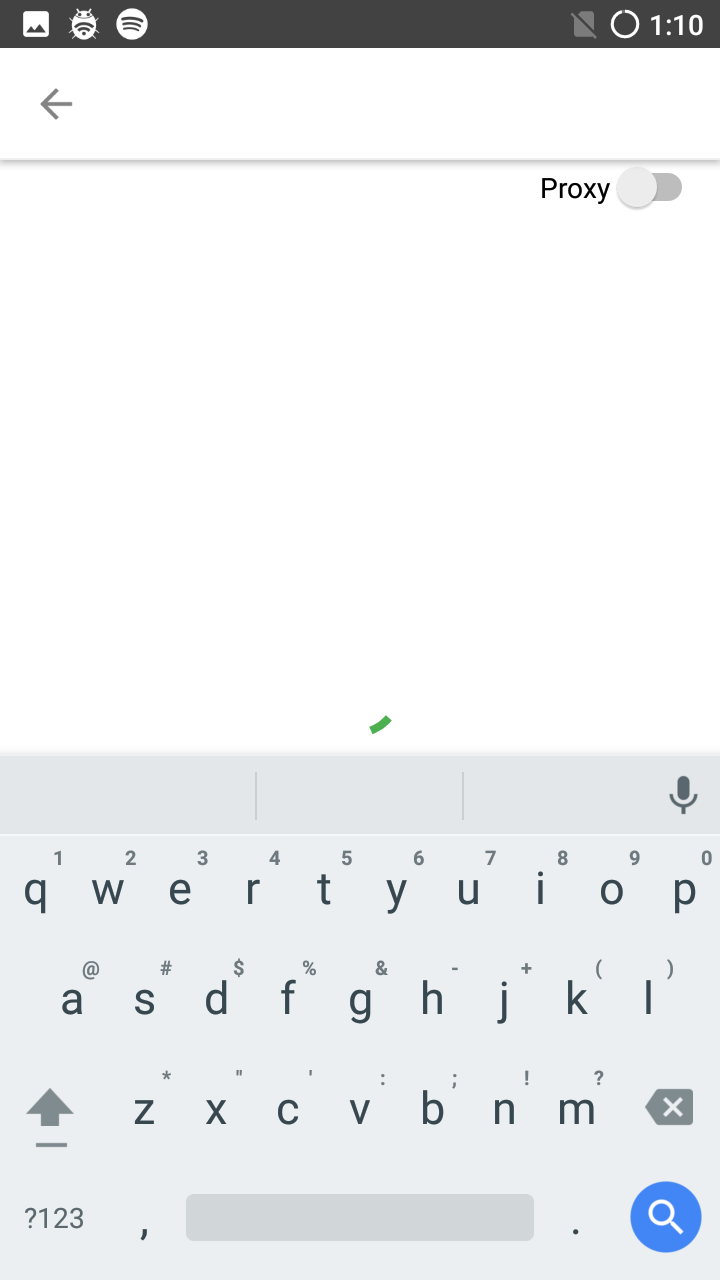 1:10
Proxy
1 2 3 4 5 6 7 8 9 0
q w e r t y u i o p
@ # $ % & - + ( )
a s d f g h j k l
* " ' : ; ! ?
z x c v b n m
?123 , .